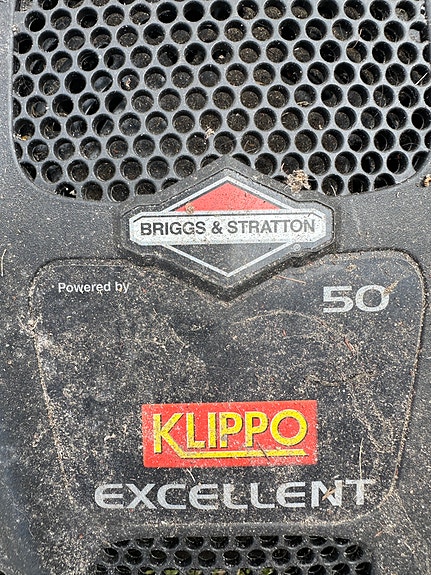 BRIGGS & STRATTON
Powered by 50
KLIPPO
EXCELLENT